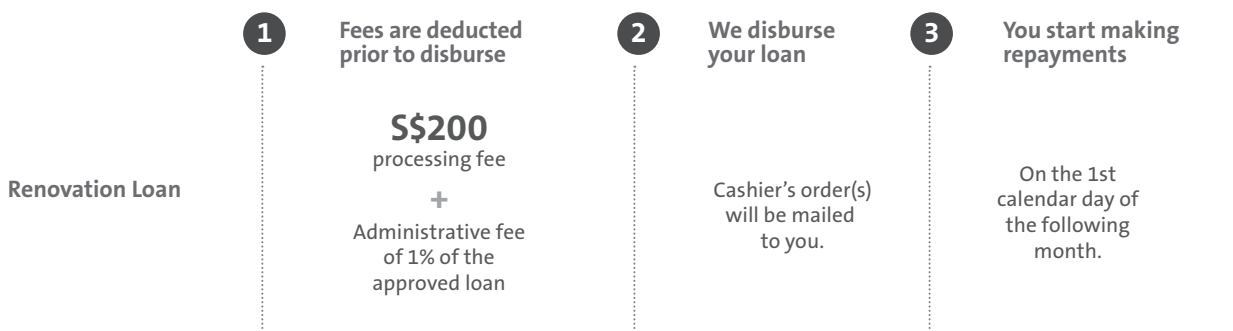 1
Fees are deducted
prior to disburse
2
We disburse
your loan
3
You start making
repayments
Renovation Loan
S$200
processing fee
+
Administrative fee
of 1% of the
approved loan
Cashier's order(s)
will be mailed
to you.
On the 1st
calendar day of
the following
month.